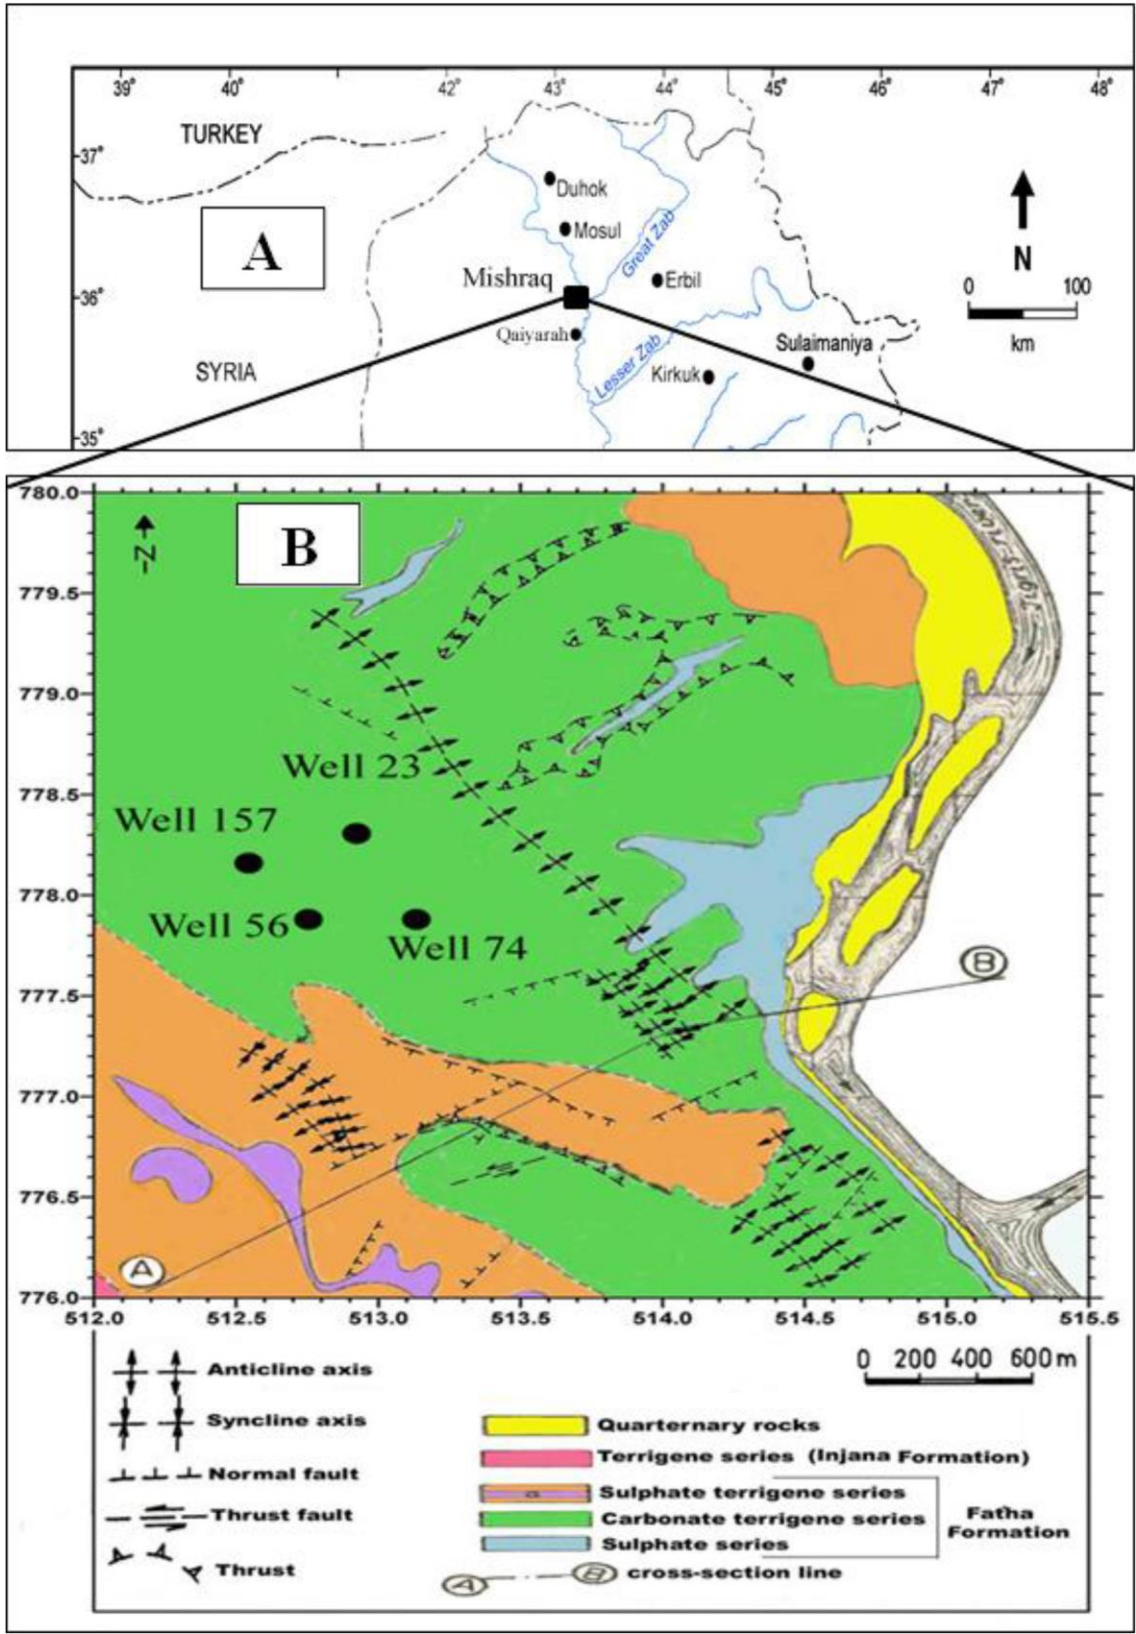 39° 40° 42° 43° 44° 45° 46° 47° 48°
TURKEY
37°
Duhok
A
Mosul
Great Zab
N
Mishraq
Erbil
36°
0 100
km
Qaiyarah
Sulaimaniya
Lesser Zab
SYRIA
Kirkuk
35°
780.0
N
B
Tigris River
779.5
779.0
Well 23
778.5
Well 157
778.0
Well 56
Well 74
B
777.5
777.0
776.5
A
776.0
512.0 512.5 513.0 513.5 514.0 514.5 515.0 515.5
Anticline axis
0 200 400 600m
Syncline axis
Quarternary rocks
Terrigene series (Injana Formation)
Normal fault
Sulphate terrigene series
Thrust fault
Carbonate terrigene series
Fatha
Formation
Sulphate series
Thrust
A B cross-section line